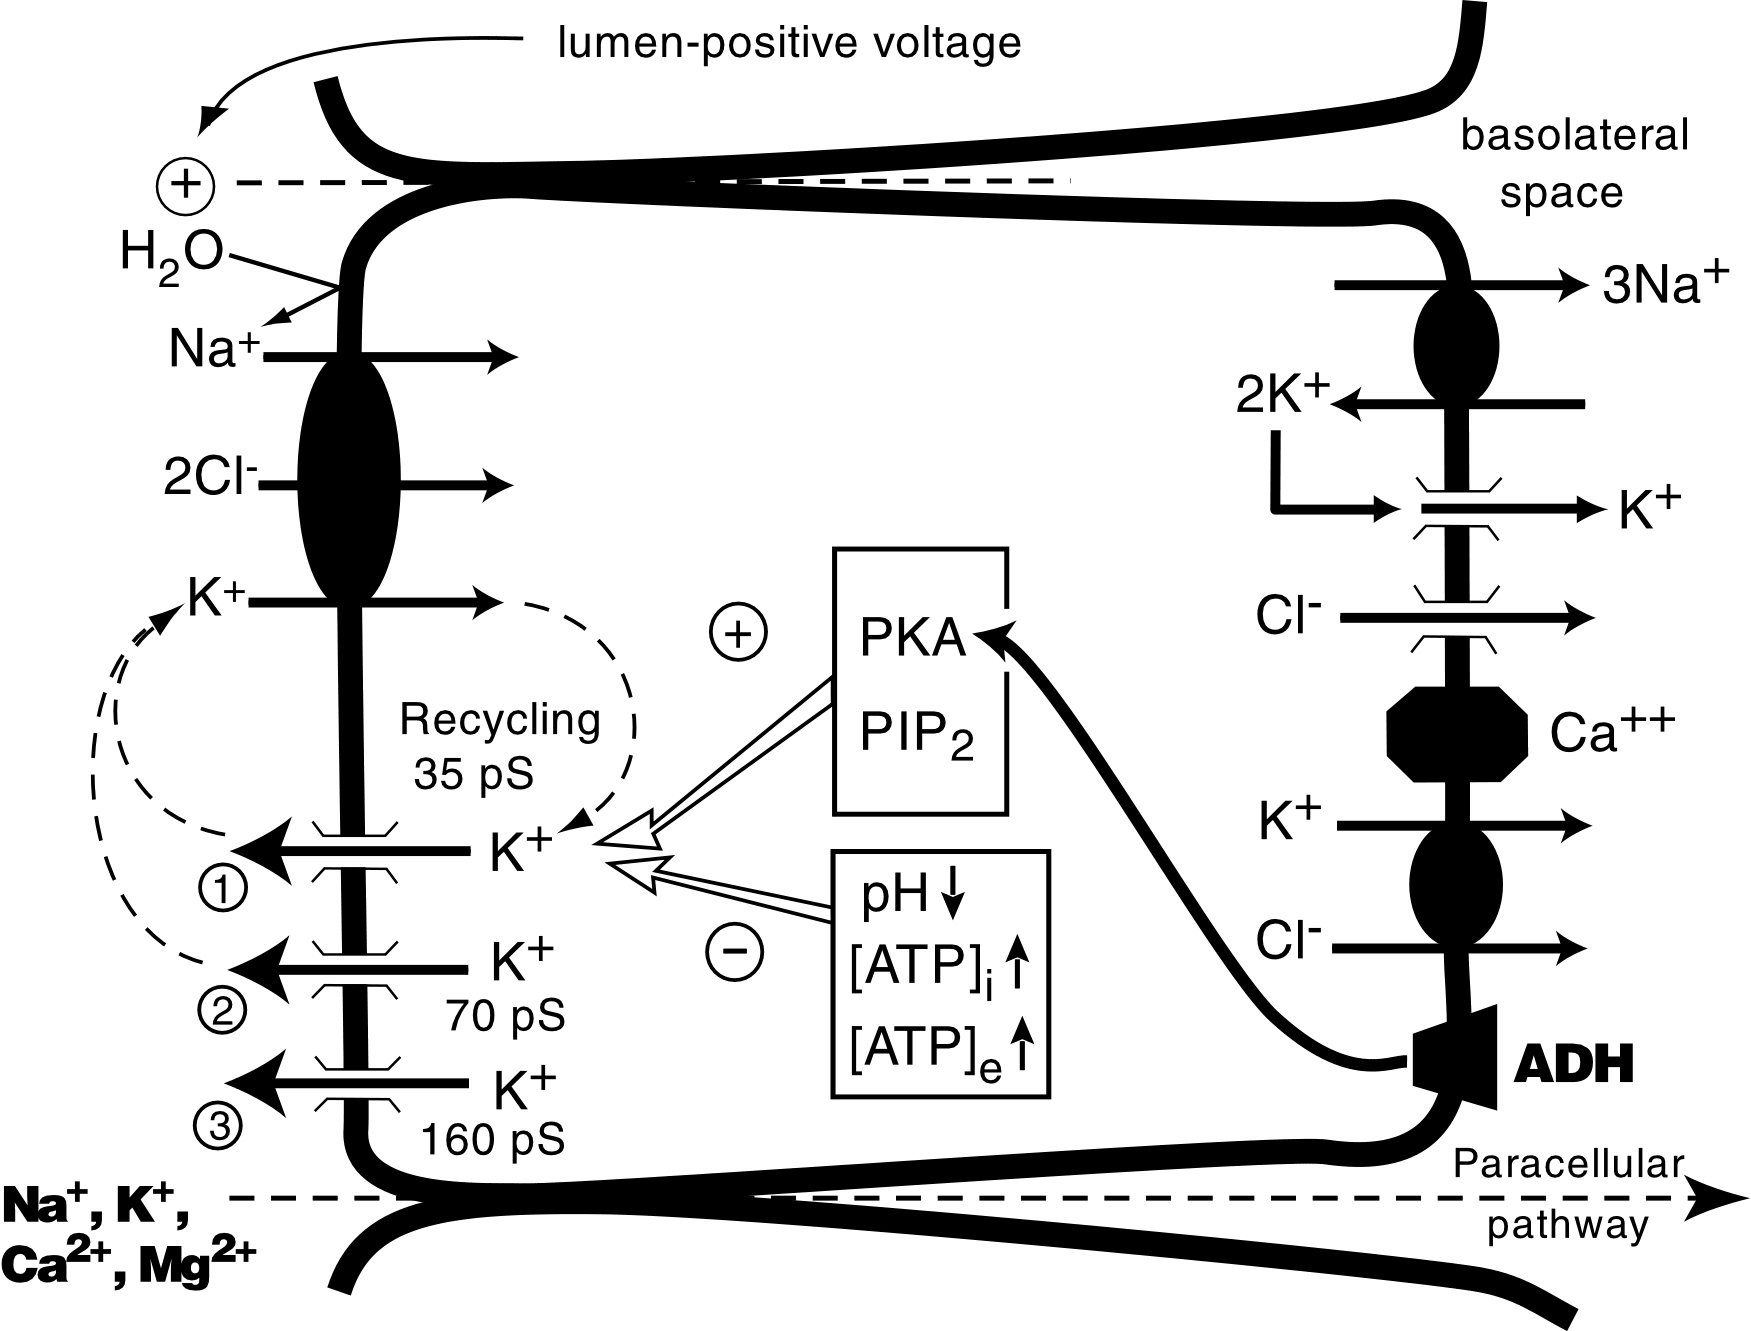 lumen-positive voltage
basolateral
space
+
H2O
Na+
2Cl-
K+
3Na+
2K+
K+
Cl-
Ca++
K+
Cl-
ADH
+
PKA
PIP2
Recycling
35 pS
K+
1
K+
70 pS
2
K+
160 pS
3
−
pH ↓
[ATP]i ↑
[ATP]e ↑
Na+, K+,
Ca2+, Mg2+
Paracellular
pathway